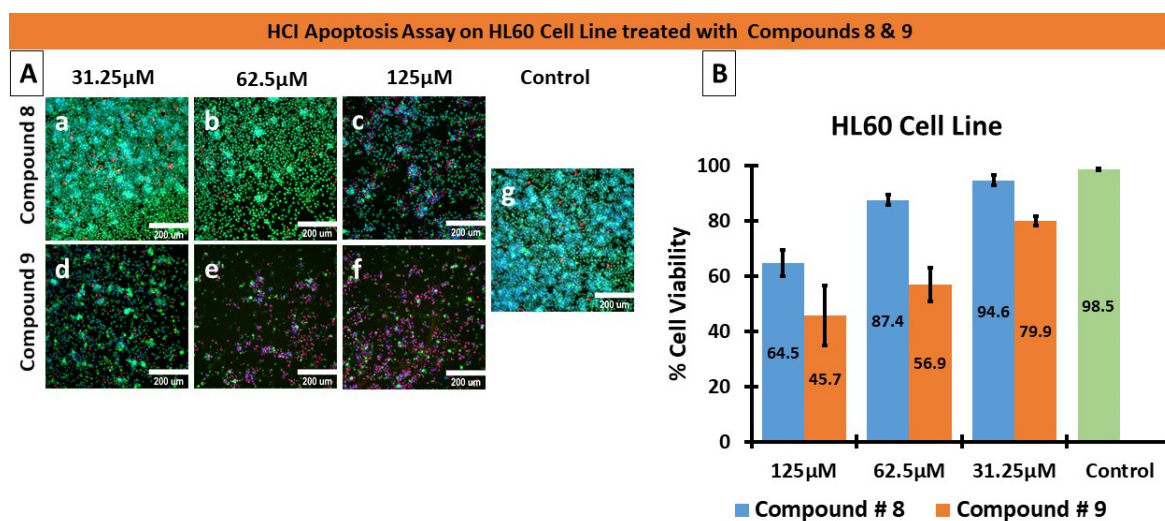 HCI Apoptosis Assay on HL60 Cell Line treated with Compounds 8 & 9
A
31.25µM
62.5µM
125µM
Control
Compound 8
a
200 um
b
200 um
c
200 um
Compound 9
d
200 um
e
200 um
f
200 um
g
200 um
B
HL60 Cell Line
% Cell Viability
100
80
60
40
20
0
64.5
45.7
87.4
56.9
94.6
79.9
98.5
125µM
62.5µM
31.25µM
Control
Compound # 8
Compound # 9